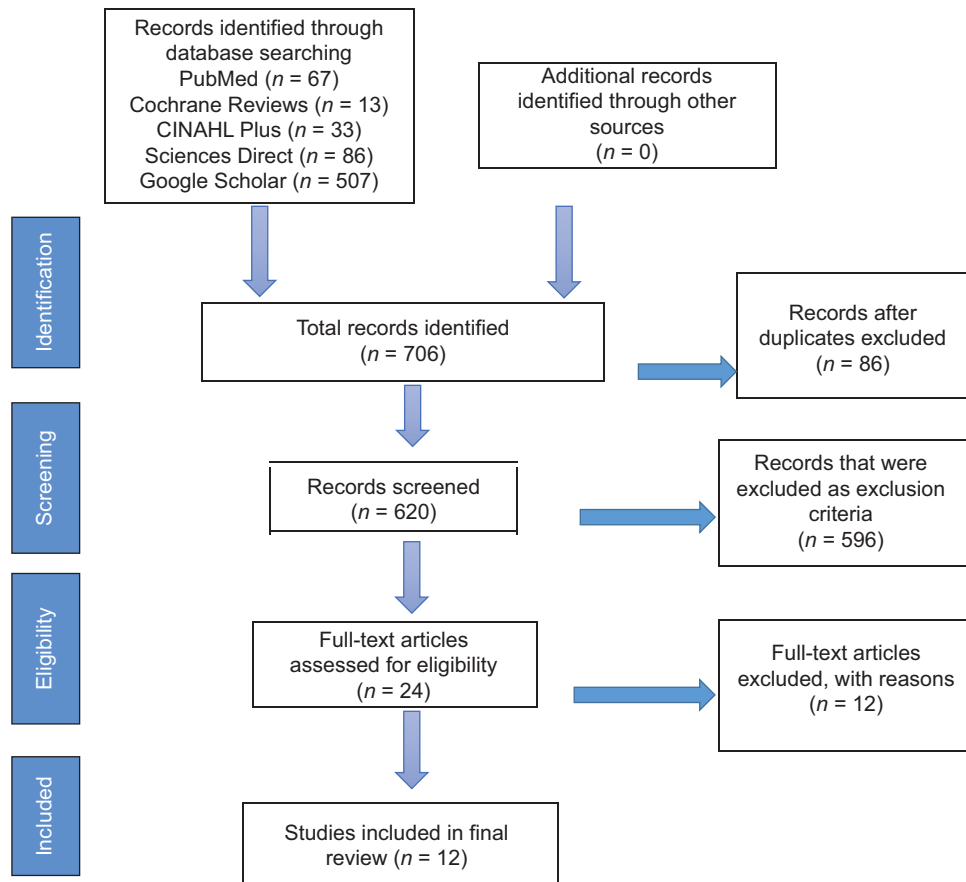 Records identified through
database searching
PubMed (n = 67)
Cochrane Reviews (n = 13)
CINAHL Plus (n = 33)
Sciences Direct (n = 86)
Google Scholar (n = 507)
Additional records
identified through other
sources
(n = 0)
Identification
Total records identified
(n = 706)
Records after
duplicates excluded
(n = 86)
Screening
Records screened
(n = 620)
Records that were
excluded as exclusion
criteria
(n = 596)
Eligibility
Full-text articles
assessed for eligibility
(n = 24)
Full-text articles
excluded, with reasons
(n = 12)
Included
Studies included in final
review (n = 12)